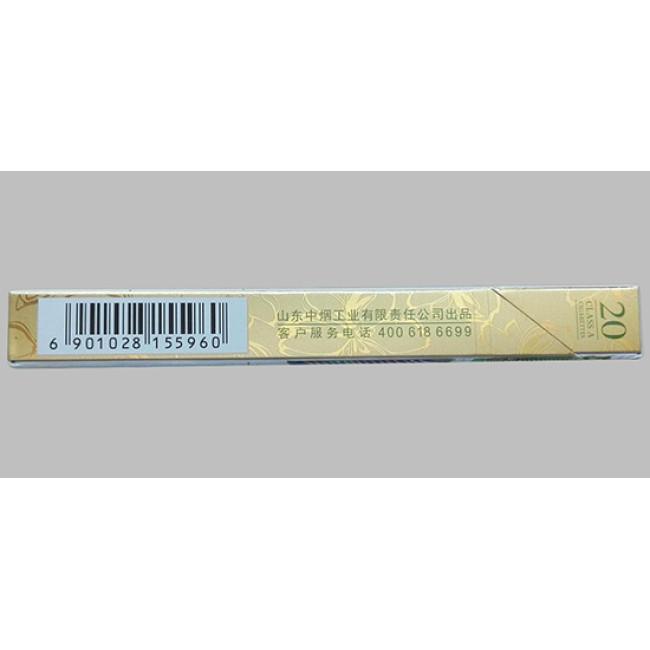 6 901028 155960
山东中烟工业有限责任公司出品
客户服务电话 400 618 6699
20
CLASS A
CIGARETTES